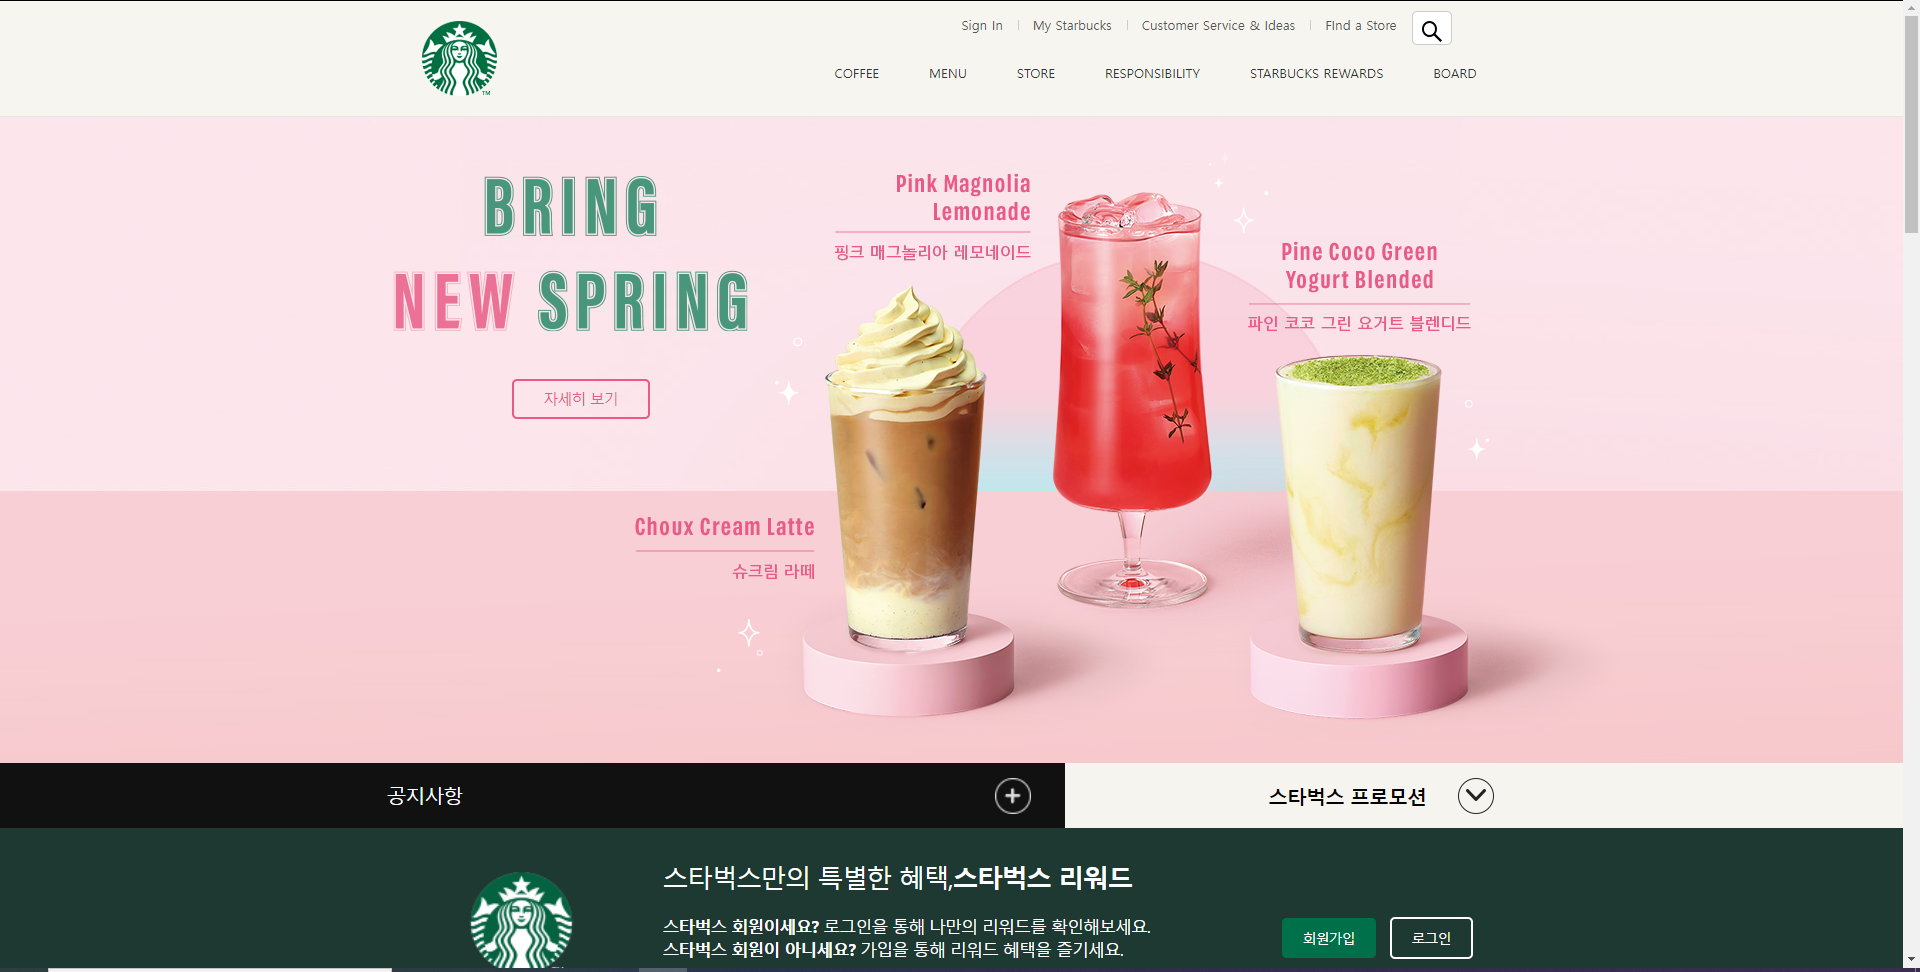 Sign In
My Starbucks
Customer Service & Ideas
FInd a Store
COFFEE
MENU
STORE
RESPONSIBILITY
STARBUCKS REWARDS
BOARD
TM
BRING
NEW SPRING
자세히 보기
Pink Magnolia
Lemonade
핑크 매그놀리아 레모네이드
Pine Coco Green
Yogurt Blended
파인 코코 그린 요거트 블렌디드
Choux Cream Latte
슈크림 라떼
공지사항
스타벅스 프로모션
스타벅스만의 특별한 혜택,스타벅스 리워드
스타벅스 회원이세요? 로그인을 통해 나만의 리워드를 확인해보세요.
스타벅스 회원이 아니세요? 가입을 통해 리워드 혜택을 즐기세요.
회원가입
로그인